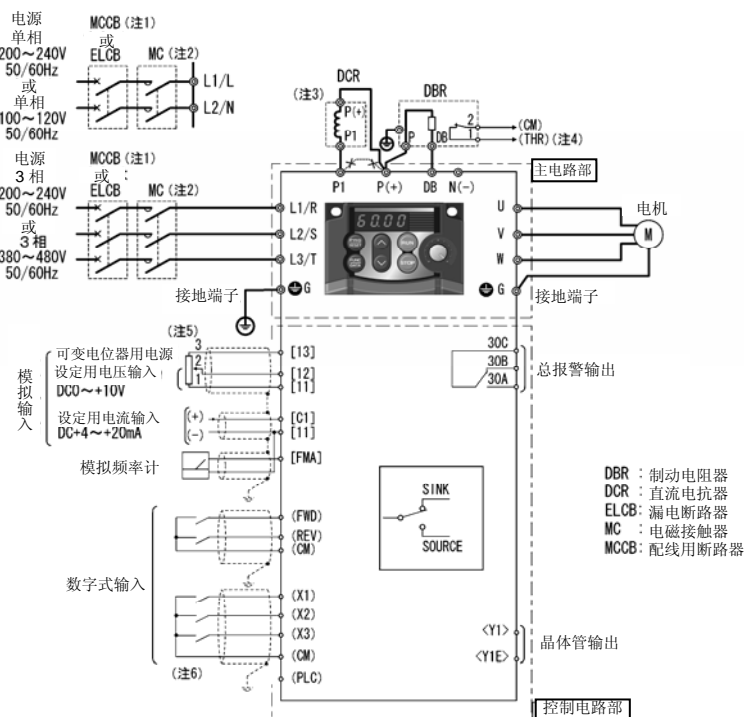 电源
单相
200～240V
50/60Hz
或
单相
100～120V
50/60Hz
MCCB (注1)
或
ELCB
MC (注2)
L1/L
L2/N
DCR
(注3)
P(+)
P1
DBR
P
DB
2
1
(CM)
(THR) (注4)
电源
3 相
200～240V
50/60Hz
或
3 相
380～480V
50/60Hz
MCCB (注1)
或 :
ELCB
MC (注2)
主电路部
P1
P(+)
DB
N(-)
L1/R
L2/S
L3/T
G
60.00
RUN
STOP
U
V
W
G
电机
M
接地端子
接地端子
(注5)
模拟输入
可变电位器用电源
设定用电压输入
DC0～+10V
3
2
1
[13]
[12]
[11]
设定用电流输入
DC+4～+20mA
(+)
(-)
[C1]
[11]
模拟频率计
[FMA]
30C
30B
30A
总报警输出
SINK
SOURCE
DBR : 制动电阻器
DCR : 直流电抗器
ELCB: 漏电断路器
MC : 电磁接触器
MCCB: 配线用断路器
数字式输入
(FWD)
(REV)
(CM)
(X1)
(X2)
(X3)
(CM)
(PLC)
(注6)
<Y1>
<Y1E>
晶体管输出
控制电路部